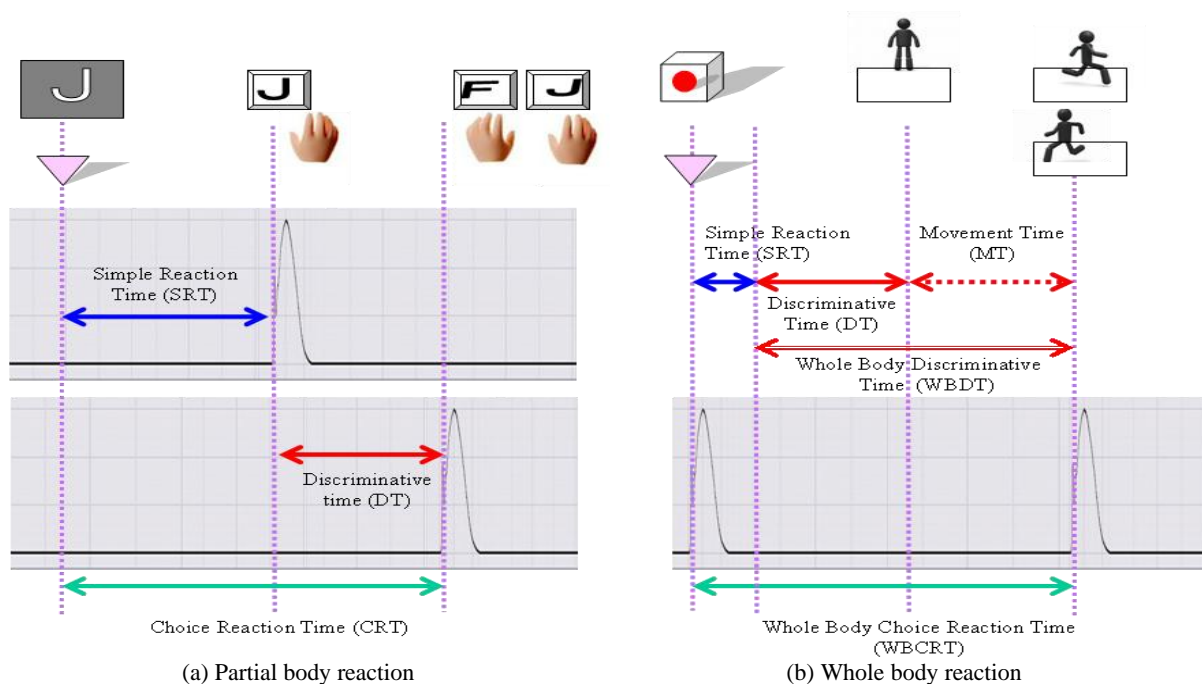 J
J
F J
Simple Reaction
Time (SRT)
Discriminative
time (DT)
Choice Reaction Time (CRT)
(a) Partial body reaction
Simple Reaction
Time (SRT)
Movement Time
(MT)
Discriminative
Time (DT)
Whole Body Discriminative
Time (WBDT)
Whole Body Choice Reaction Time
(WBCRT)
(b) Whole body reaction